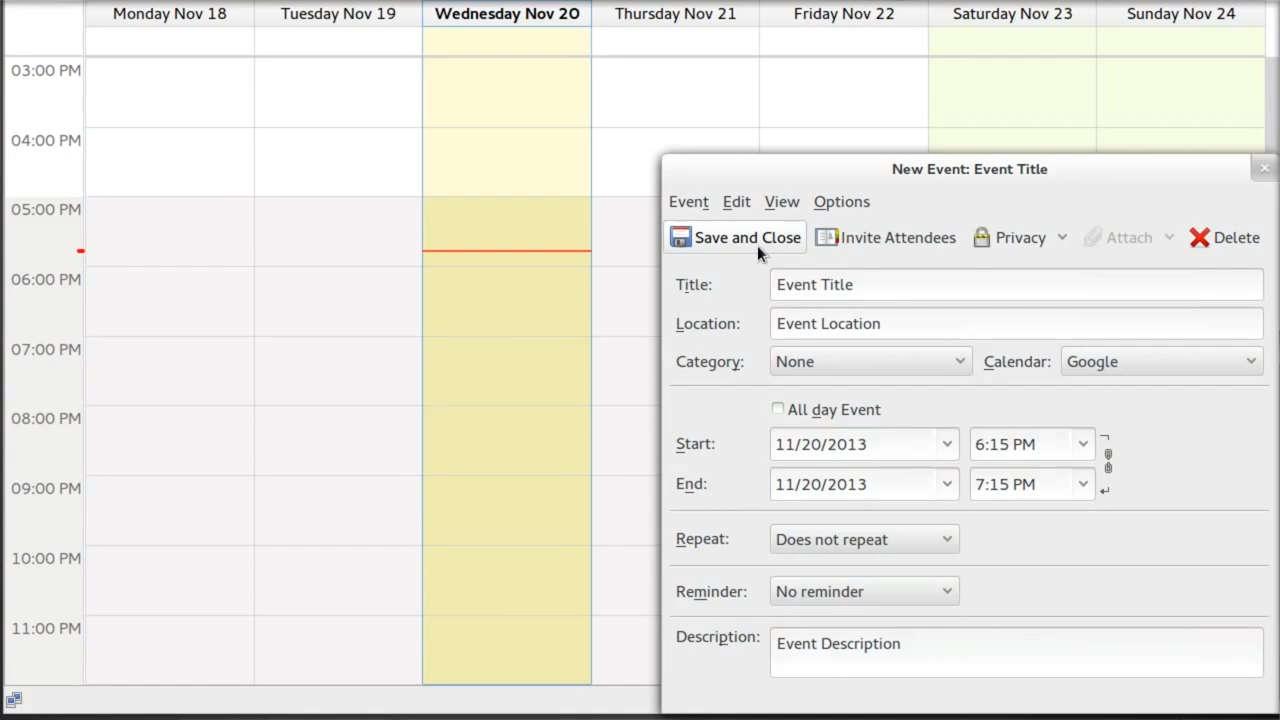 Monday Nov 18 Tuesday Nov 19 Wednesday Nov 20 Thursday Nov 21 Friday Nov 22 Saturday Nov 23 Sunday Nov 24
03:00 PM
04:00 PM
05:00 PM
06:00 PM
07:00 PM
08:00 PM
09:00 PM
10:00 PM
11:00 PM
New Event: Event Title
Event Edit View Options
Save and Close Invite Attendees Privacy Attach Delete
Title: Event Title
Location: Event Location
Category: None Calendar: Google
All day Event
Start: 11/20/2013 6:15 PM
End: 11/20/2013 7:15 PM
Repeat: Does not repeat
Reminder: No reminder
Description: Event Description